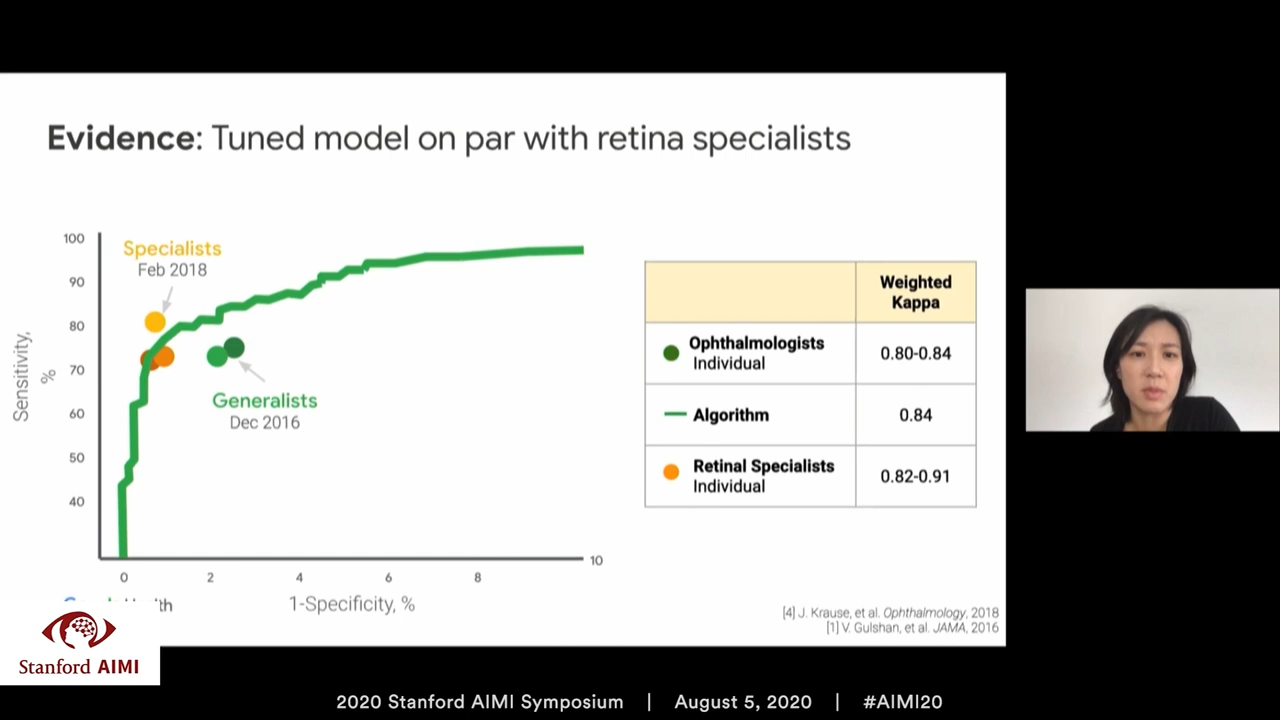 Evidence: Tuned model on par with retina specialists
Specialists
Feb 2018
Generalists
Dec 2016
Sensitivity,
%
100
90
80
70
60
50
40
0
2
4
6
8
10
1-Specificity, %
Weighted
Kappa
Ophthalmologists
Individual
0.80-0.84
Algorithm
0.84
Retinal Specialists
Individual
0.82-0.91
[4] J. Krause, et al. Ophthalmology, 2018
[1] V. Gulshan, et al. JAMA, 2016
Stanford AIMI
2020 Stanford AIMI Symposium | August 5, 2020 | #AIMI20